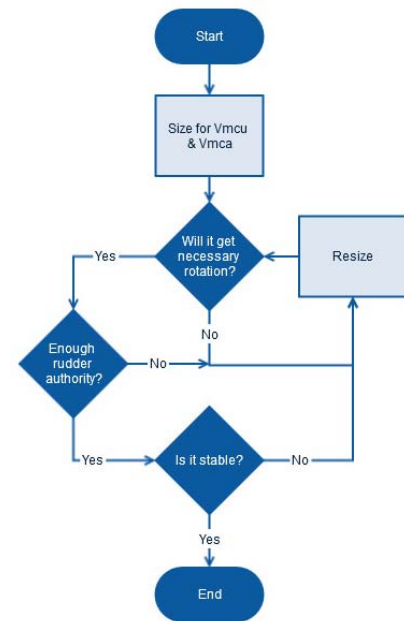 Start
Size for Vmcu
& Vmca
Will it get
necessary
rotation?
Resize
Yes
No
Enough
rudder
authority?
No
Yes
Is it stable?
No
Yes
End